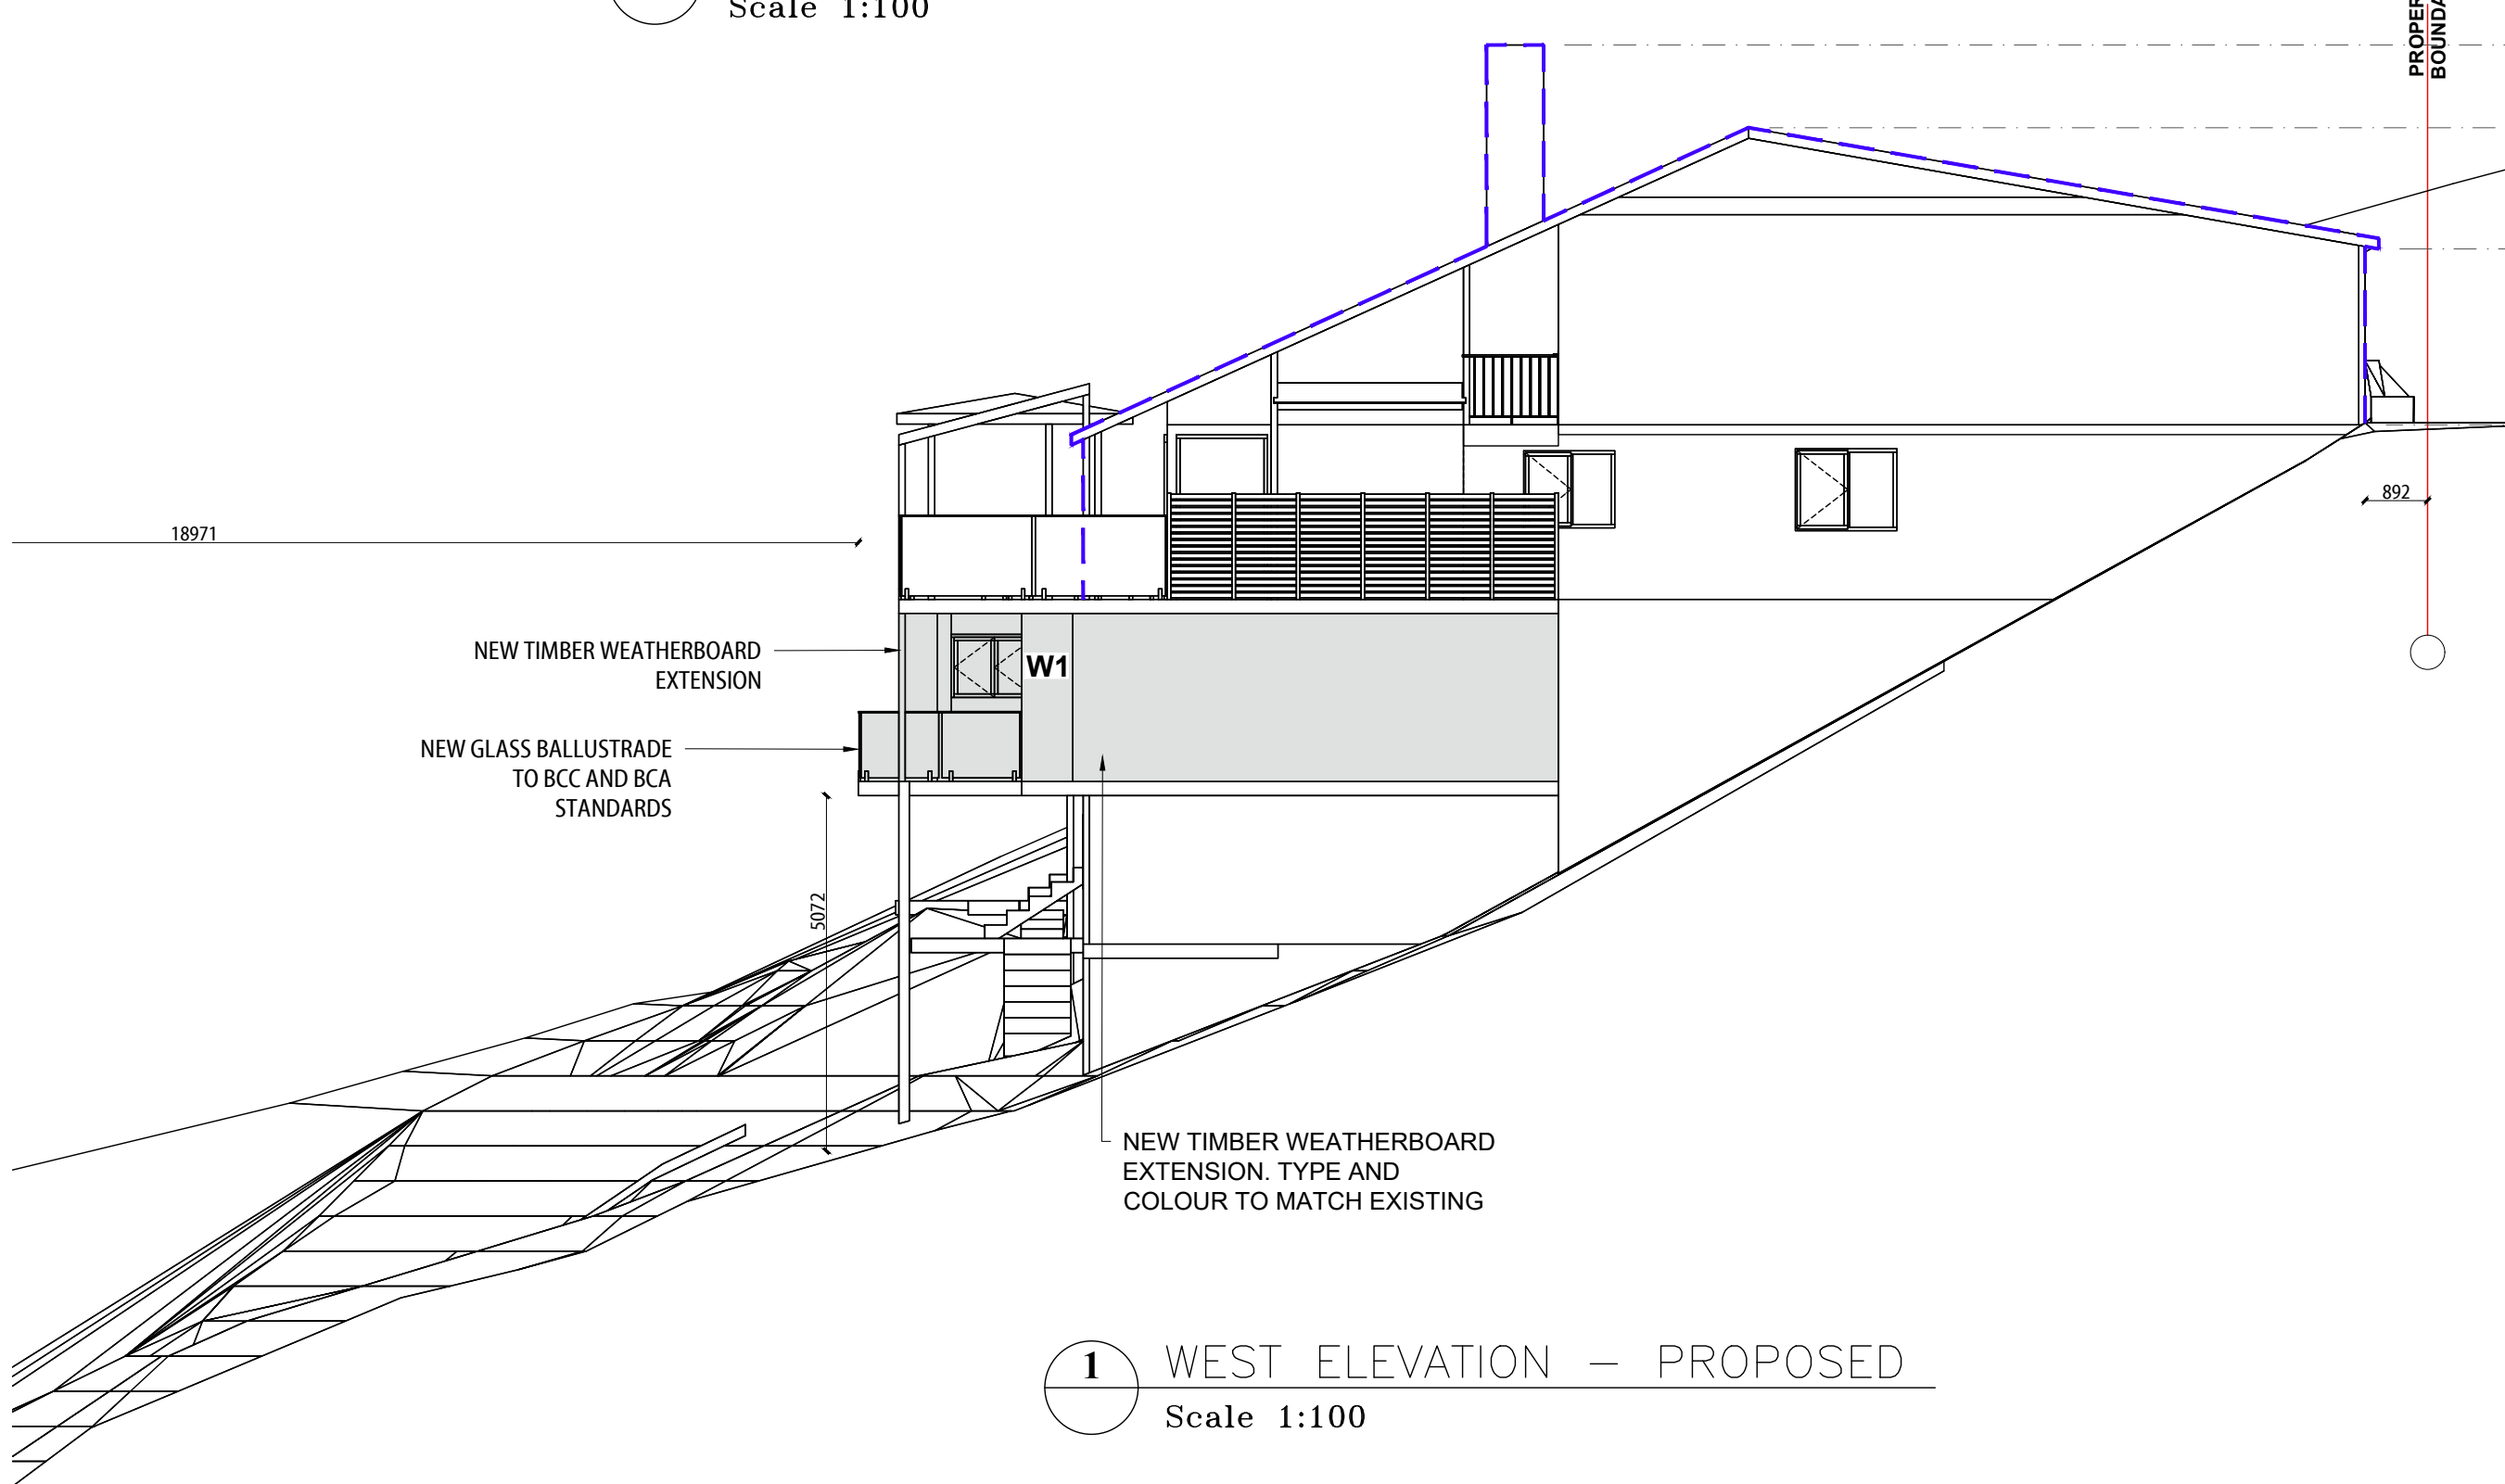 Scale 1:100
PROPER
BOUNDA
18971
892
NEW TIMBER WEATHERBOARD
EXTENSION
W1
NEW GLASS BALLUSTRADE
TO BCC AND BCA
STANDARDS
5072
NEW TIMBER WEATHERBOARD
EXTENSION. TYPE AND
COLOUR TO MATCH EXISTING
1
WEST ELEVATION – PROPOSED
Scale 1:100